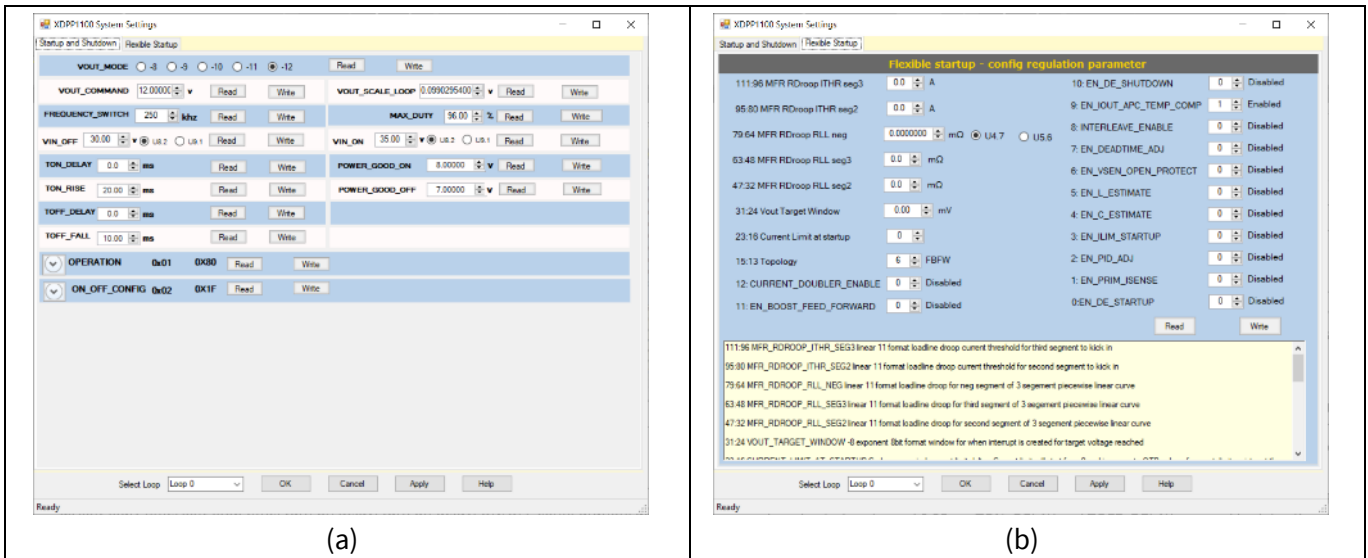 XDPP1100 System Settings
Startup and Shutdown Flexible Startup
VOUT_MODE -8 -9 -10 -11 -12 Read Write
VOUT_COMMAND 12.00000 v Read Write VOUT_SCALE_LOOP 0.0990295400 v Read Write
FREQUENCY_SWITCH 250 khz Read Write MAX_DUTY 96.00 % Read Write
VIN_OFF 30.00 v U8.2 U9.1 Read Write VIN_ON 35.00 v U8.2 U9.1 Read Write
TON_DELAY 0.0 ms Read Write POWER_GOOD_ON 8.00000 v Read Write
TON_RISE 20.00 ms Read Write POWER_GOOD_OFF 7.00000 v Read Write
TOFF_DELAY 0.0 ms Read Write
TOFF_FALL 10.00 ms Read Write
OPERATION 0x01 0X80 Read Write
ON_OFF_CONFIG 0x02 0X1F Read Write
Select Loop Loop 0 OK Cancel Apply Help
Ready
(a)
XDPP1100 System Settings
Startup and Shutdown Flexible Startup
Flexible startup - config regulation parameter
111:96 MFR RDroop ITHR seg3 0.0 A
95:80 MFR RDroop ITHR seg2 0.0 A
79:64 MFR RDroop RLL neg 0.0000000 mΩ U4.7 U5.6
63:48 MFR RDroop RLL seg3 0.0 mΩ
47:32 MFR RDroop RLL seg2 0.0 mΩ
31:24 Vout Target Window 0.00 mV
23:16 Current Limit at startup 0
15:13 Topology 6 FBFW
12: CURRENT_DOUBLER_ENABLE 0 Disabled
11: EN_BOOST_FEED_FORWARD 0 Disabled
10: EN_DE_SHUTDOWN 0 Disabled
9: EN_IOUT_APC_TEMP_COMP 1 Enabled
8: INTERLEAVE_ENABLE 0 Disabled
7: EN_DEADTIME_ADJ 0 Disabled
6: EN_VSEN_OPEN_PROTECT 0 Disabled
5: EN_L_ESTIMATE 0 Disabled
4: EN_C_ESTIMATE 0 Disabled
3: EN_ILIM_STARTUP 0 Disabled
2: EN_PID_ADJ 0 Disabled
1: EN_PRIM_ISENSE 0 Disabled
0:EN_DE_STARTUP 0 Disabled
Read Write
111:96 MFR_RDROOP_ITHR_SEG3 linear 11 format loadline droop current threshold for third segment to kick in
95:80 MFR_RDROOP_ITHR_SEG2 linear 11 format loadline droop current threshold for second segment to kick in
79:64 MFR_RDROOP_RLL_NEG linear 11 format loadline droop for neg segment of 3 segement piecewise linear curve
63:48 MFR_RDROOP_RLL_SEG3 linear 11 format loadline droop for third segment of 3 segement piecewise linear curve
47:32 MFR_RDROOP_RLL_SEG2 linear 11 format loadline droop for second segment of 3 segement piecewise linear curve
31:24 VOUT_TARGET_WINDOW -8 exponent 8bit format window for when interrupt is created for target voltage reached
Select Loop Loop 0 OK Cancel Apply Help
Ready
(b)